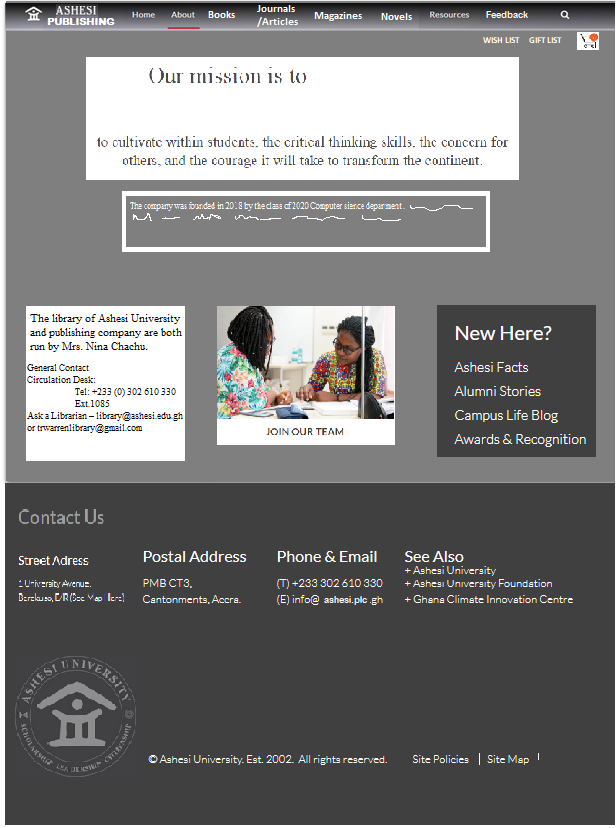 ASHESI
PUBLISHING
Home About Books Journals /Articles Magazines Novels Resources Feedback
WISH LIST GIFT LIST
Our mission is to
to cultivate within students, the critical thinking skills, the concern for
others, and the courage it will take to transform the continent.
The company was founded in 2018 by the class of 2020 Computer sience deparment.
The library of Ashesi University
and publishing company are both
run by Mrs. Nina Chachu.
General Contact
Circulation Desk:
Tel: +233 (0) 302 610 330
Ext.1085
Ask a Librarian – library@ashesi.edu.gh
or trwarrenlibrary@gmail.com
JOIN OUR TEAM
New Here?
Ashesi Facts
Alumni Stories
Campus Life Blog
Awards & Recognition
Contact Us
Street Adress
1 University Avenue,
Berekuso, E/R (See Map Here)
Postal Address
PMB CT3,
Cantonments, Accra.
Phone & Email
(T) +233 302 610 330
(E) info@ ashesi.plc .gh
See Also
+ Ashesi University
+ Ashesi University Foundation
+ Ghana Climate Innovation Centre
ASHESI UNIVERSITY
SCHOLARSHIP LEADERSHIP CITIZENSHIP
© Ashesi University. Est. 2002. All rights reserved. Site Policies | Site Map |